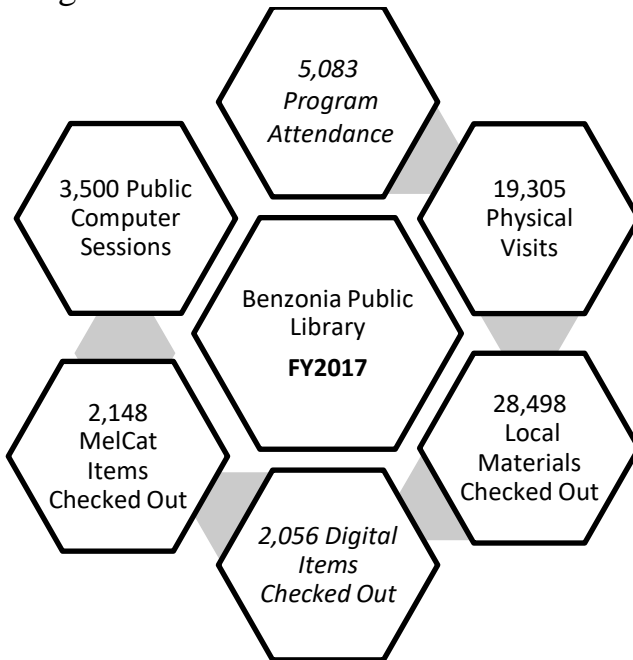 5,083
Program
Attendance
3,500 Public
Computer
Sessions
19,305
Physical
Visits
Benzonia Public
Library
FY2017
2,148
MelCat
Items
Checked Out
28,498
Local
Materials
Checked Out
2,056 Digital
Items
Checked Out